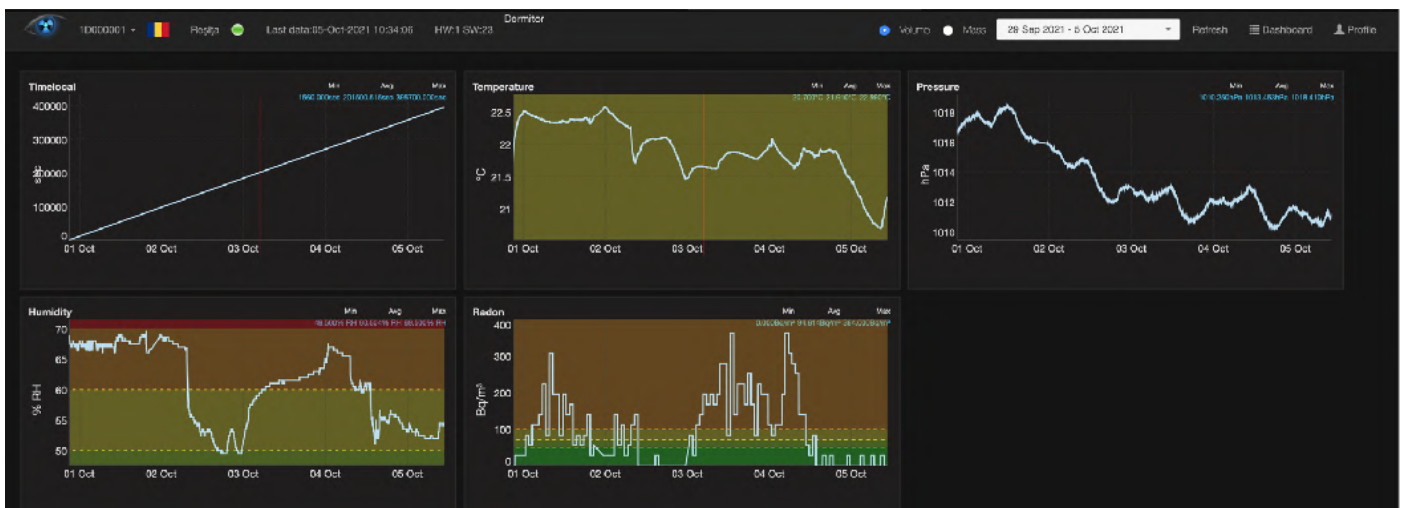 1D000001
Reșița
Last data:05-Oct-2021 10:34:06
HW:1 SW:23
Dormitor
Volume
Mass
29 Sep 2021 - 5 Oct 2021
Refresh
Dashboard
Profile
Timelocal
Min Avg Max
400000
300000
100000
0
01 Oct 02 Oct 03 Oct 04 Oct 05 Oct
Temperature
Min Avg Max
22.5
22
21.5
21
°C
01 Oct 02 Oct 03 Oct 04 Oct 05 Oct
Pressure
Min Avg Max
1018
1016
1014
1012
1010
hPa
01 Oct 02 Oct 03 Oct 04 Oct 05 Oct
Humidity
Min Avg Max
70
65
60
55
50
% RH
01 Oct 02 Oct 03 Oct 04 Oct 05 Oct
Radon
Min Avg Max
400
300
200
100
0
Bq/m³
01 Oct 02 Oct 03 Oct 04 Oct 05 Oct